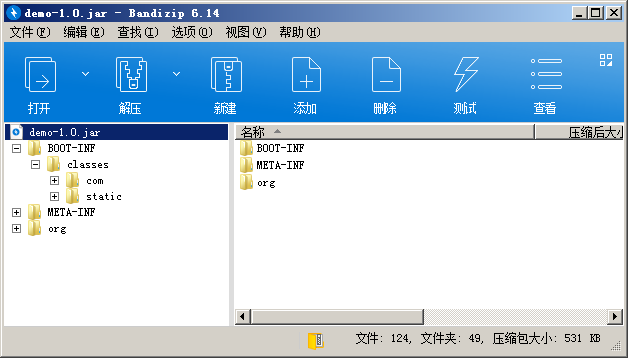 demo-1.0.jar - Bandizip 6.14
文件(F) 编辑(E) 查找(I) 选项(O) 视图(V) 帮助(H)
打开 解压 新建 添加 删除 测试 查看
demo-1.0.jar
BOOT-INF
classes
com
static
META-INF
org
名称 压缩后大小
BOOT-INF
META-INF
org
文件: 124, 文件夹: 49, 压缩包大小: 531 KB